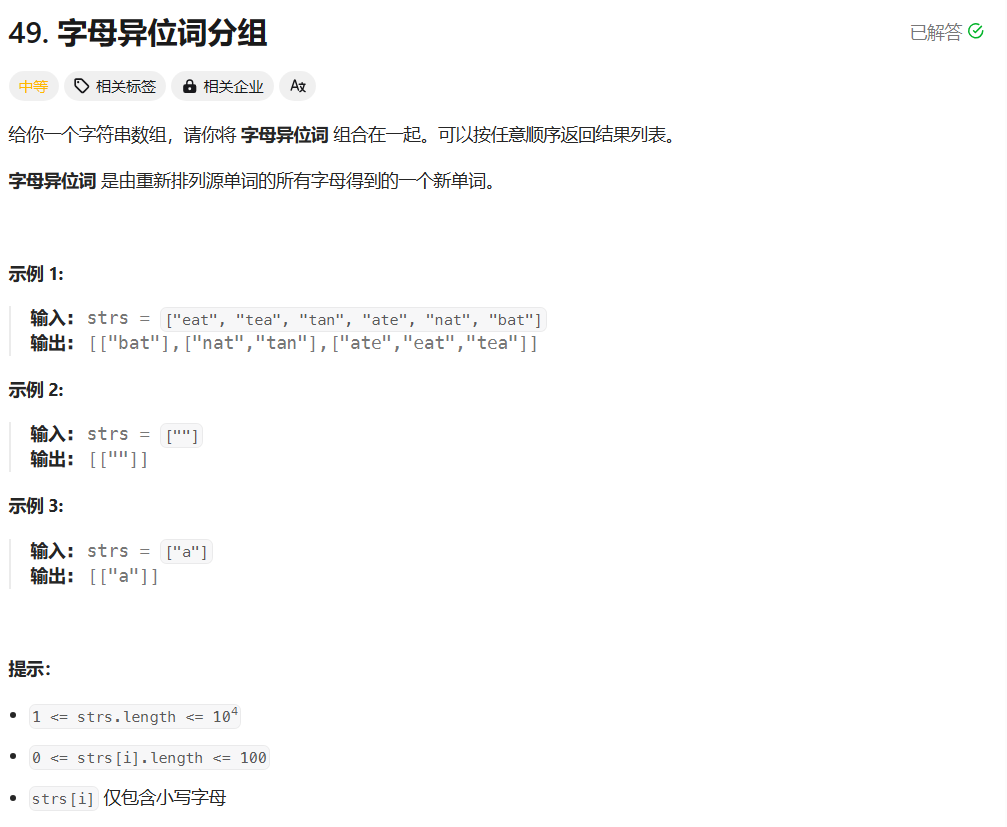 49. 字母异位词分组
已解答
中等 相关标签 相关企业 Aあ
给你一个字符串数组，请你将 字母异位词 组合在一起。可以按任意顺序返回结果列表。
字母异位词 是由重新排列源单词的所有字母得到的一个新单词。
示例 1:
输入: strs = ["eat", "tea", "tan", "ate", "nat", "bat"]
输出: [["bat"],["nat","tan"],["ate","eat","tea"]]
示例 2:
输入: strs = [""]
输出: [[""]]
示例 3:
输入: strs = ["a"]
输出: [["a"]]
提示：
1 <= strs.length <= 10⁴
0 <= strs[i].length <= 100
strs[i] 仅包含小写字母